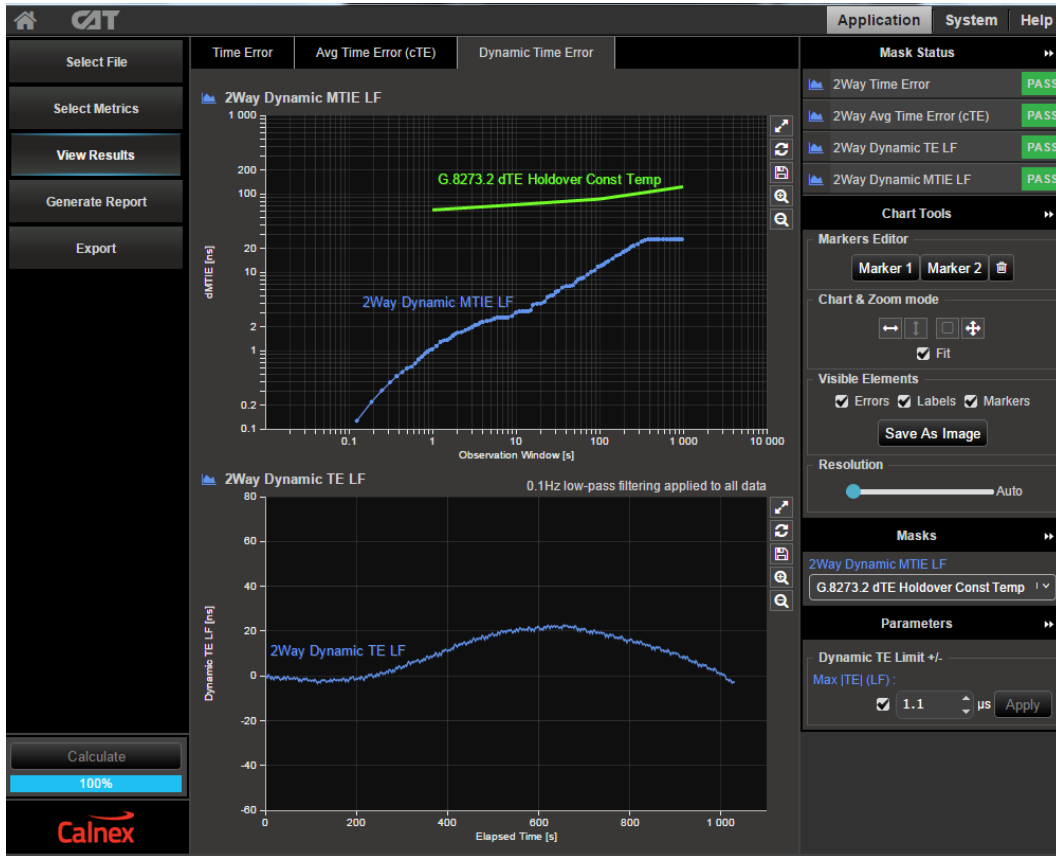 CAT
Application System Help
Select File
Select Metrics
View Results
Generate Report
Export
Calculate
100%
Calnex
Time Error
Avg Time Error (cTE)
Dynamic Time Error
2Way Dynamic MTIE LF
1 000
200
100
20
10
2
1
0.2
0.1
dMTIE [ns]
G.8273.2 dTE Holdover Const Temp
2Way Dynamic MTIE LF
0.1 1 10 100 1 000 10 000
Observation Window [s]
2Way Dynamic TE LF
0.1Hz low-pass filtering applied to all data
80
60
40
20
0
-20
-40
-60
Dynamic TE LF [ns]
2Way Dynamic TE LF
0 200 400 600 800 1 000
Elapsed Time [s]
Mask Status
2Way Time Error PASS
2Way Avg Time Error (cTE) PASS
2Way Dynamic TE LF PASS
2Way Dynamic MTIE LF PASS
Chart Tools
Markers Editor
Marker 1 Marker 2
Chart & Zoom mode
Fit
Visible Elements
Errors Labels Markers
Save As Image
Resolution
Auto
Masks
2Way Dynamic MTIE LF
G.8273.2 dTE Holdover Const Temp
Parameters
Dynamic TE Limit +/-
Max |TE| (LF) :
1.1 µs Apply